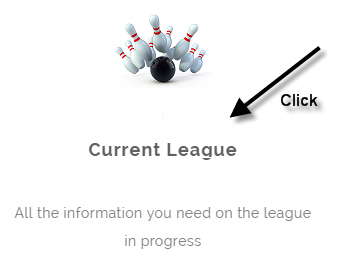 Click
Current League
All the information you need on the league
in progress